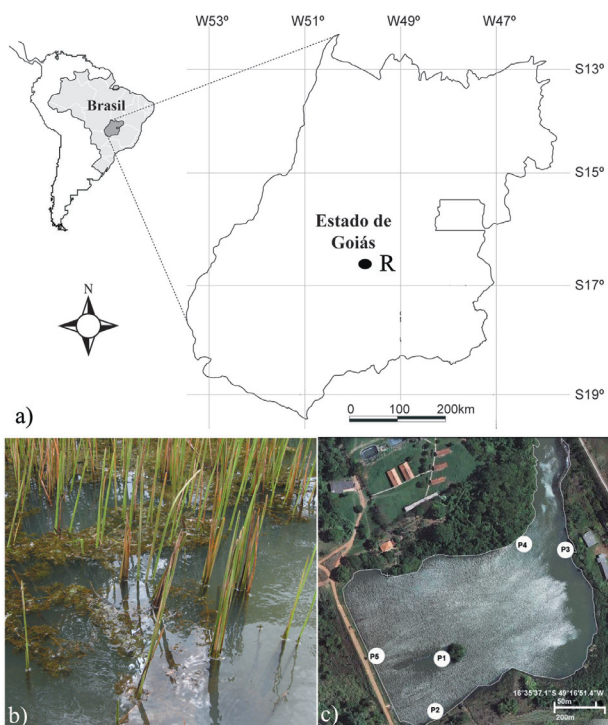 W53º W51º W49º W47º
S13º
Brasil
S15º
Estado de
Goiás
R
S17º
N
S19º
0 100 200km
a)
P4
P3
P5
P1
16°35'37.1"S 49°16'51.4"W
50m
P2
200m
b)
c)